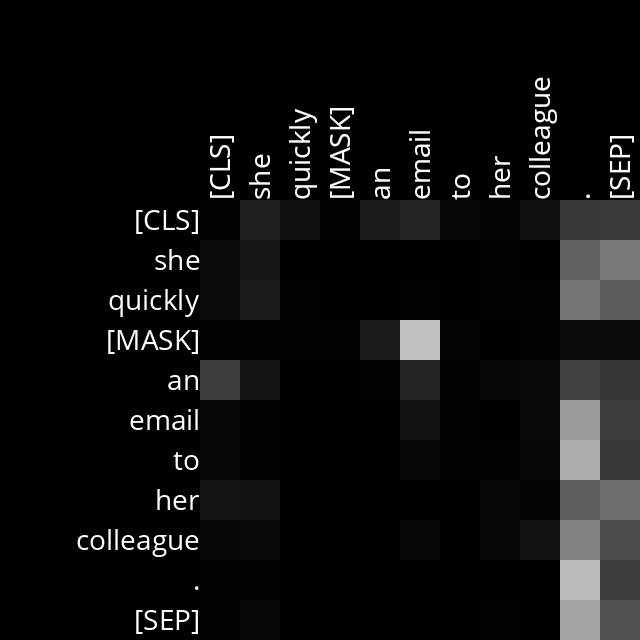 [CLS] she quickly [MASK] an email to her colleague . [SEP]
[CLS]
she
quickly
[MASK]
an
email
to
her
colleague
.
[SEP]